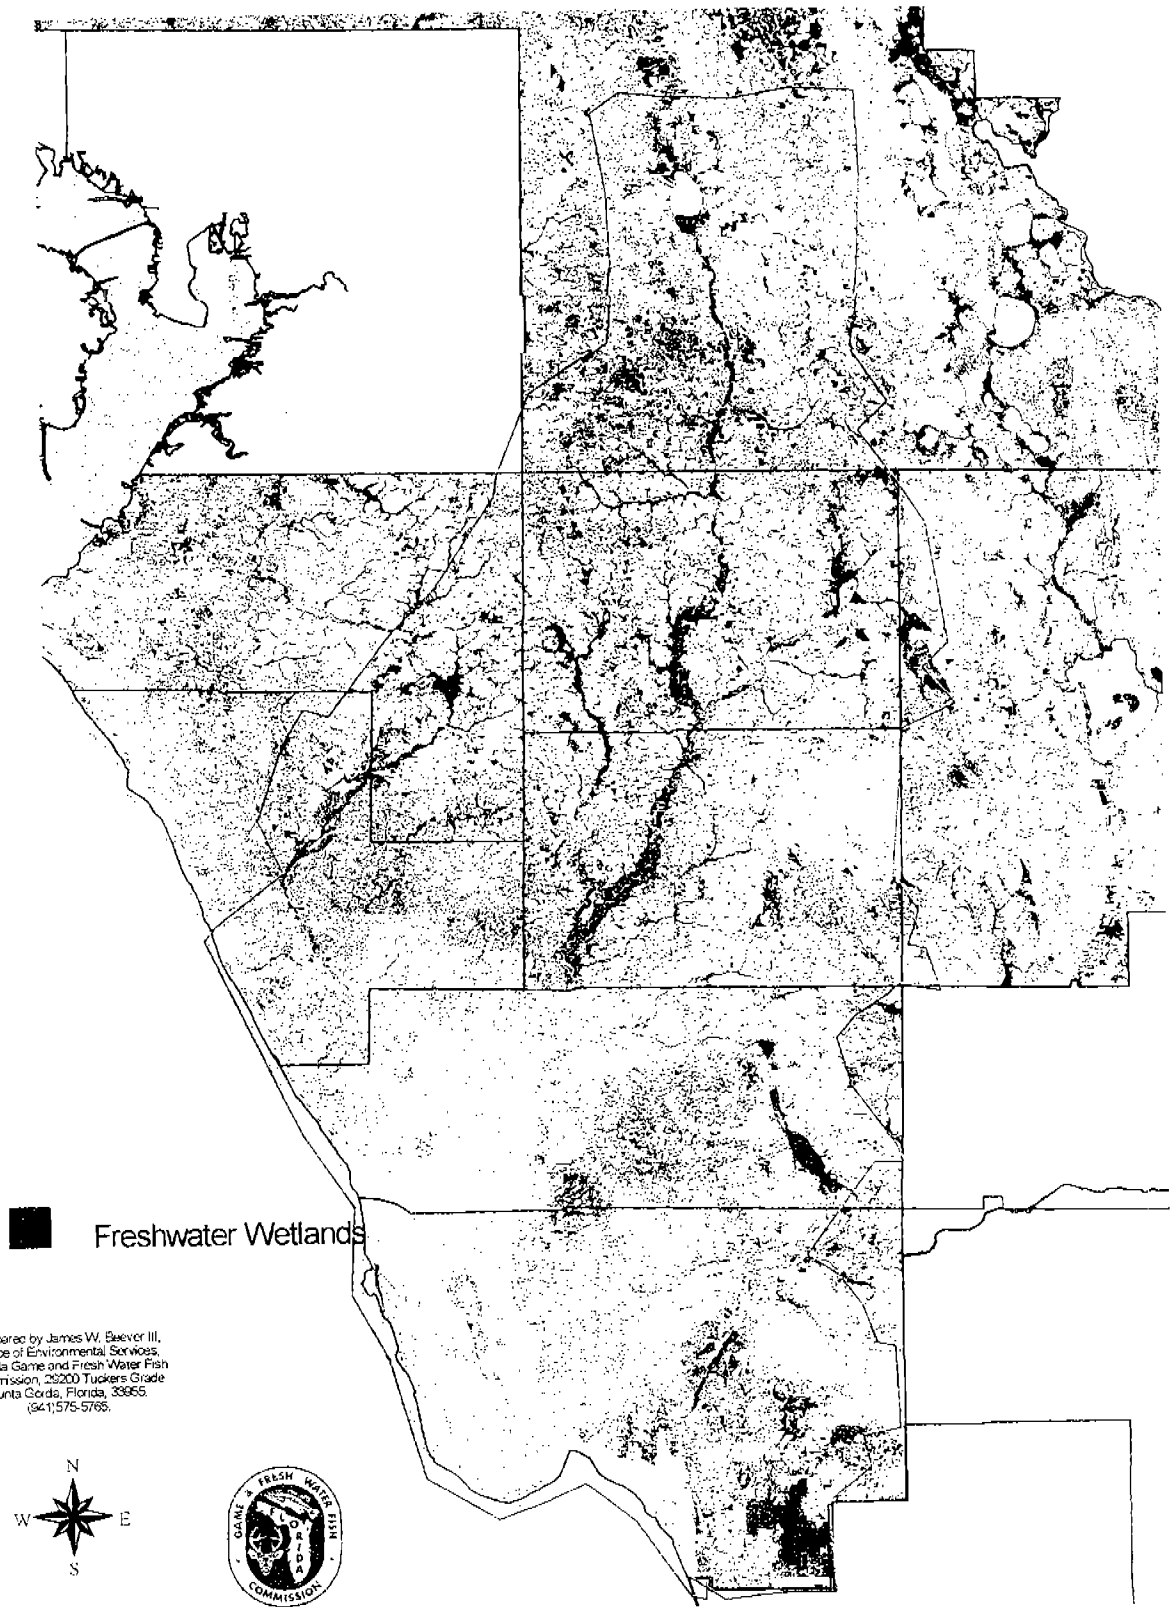 Freshwater Wetlands
ared by James W. Beever III,
ce of Environmental Services,
a Game and Fresh Water Fish
mission, 29200 Tuckers Grade
unta Gorda, Florida, 33955.
(941)575-5765.
N
W E
S
GAME & FRESH WATER FISH
FLORIDA
COMMISSION